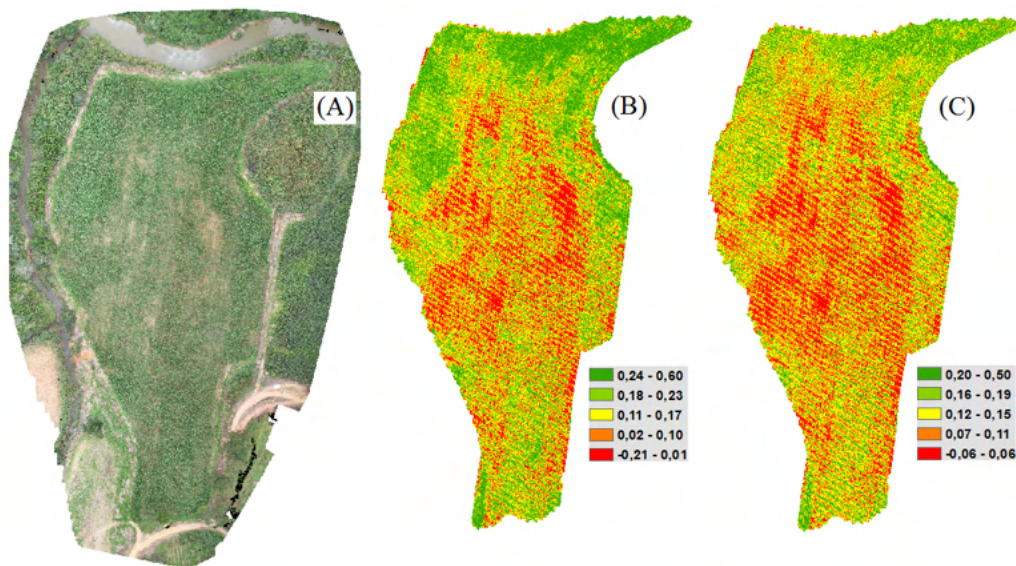 (A)
(B)
(C)
0,24 - 0,60
0,18 - 0,23
0,11 - 0,17
0,02 - 0,10
-0,21 - 0,01
0,20 - 0,50
0,16 - 0,19
0,12 - 0,15
0,07 - 0,11
-0,06 - 0,06